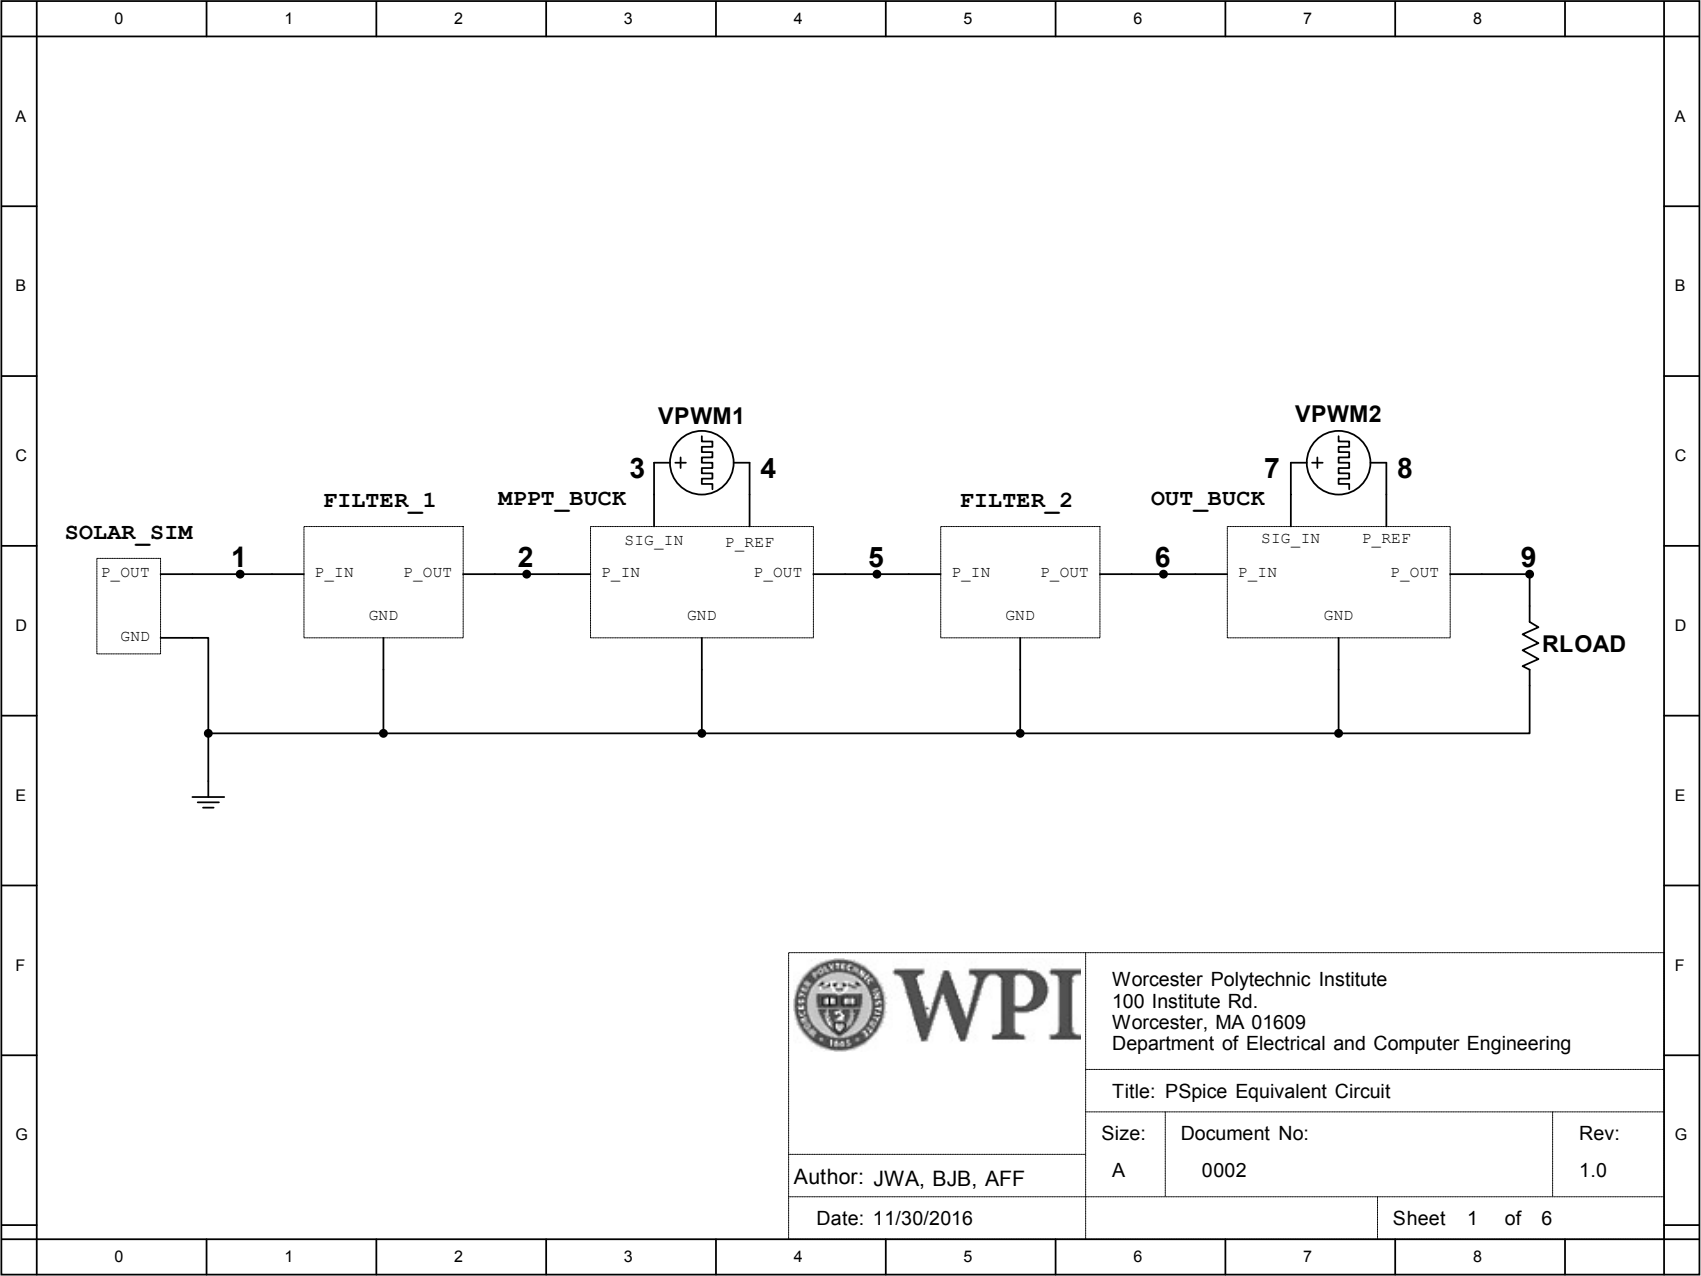 0 1 2 3 4 5 6 7 8
A A
B B
VPWM1 VPWM2
C 3 4 7 8 C
FILTER_1 MPPT_BUCK FILTER_2 OUT_BUCK
SOLAR_SIM
SIG_IN P_REF SIG_IN P_REF
1 2 5 6 9
P_OUT P_IN P_OUT P_IN P_OUT P_IN P_OUT P_IN P_OUT
GND GND GND GND
D D
GND RLOAD
E E
F F
WORCESTER POLYTECHNIC INSTITUTE
1865
WPI
Worcester Polytechnic Institute
100 Institute Rd.
Worcester, MA 01609
Department of Electrical and Computer Engineering
Title: PSpice Equivalent Circuit
G G
Size: Document No: Rev:
A 0002 1.0
Author: JWA, BJB, AFF
Date: 11/30/2016
Sheet 1 of 6
0 1 2 3 4 5 6 7 8